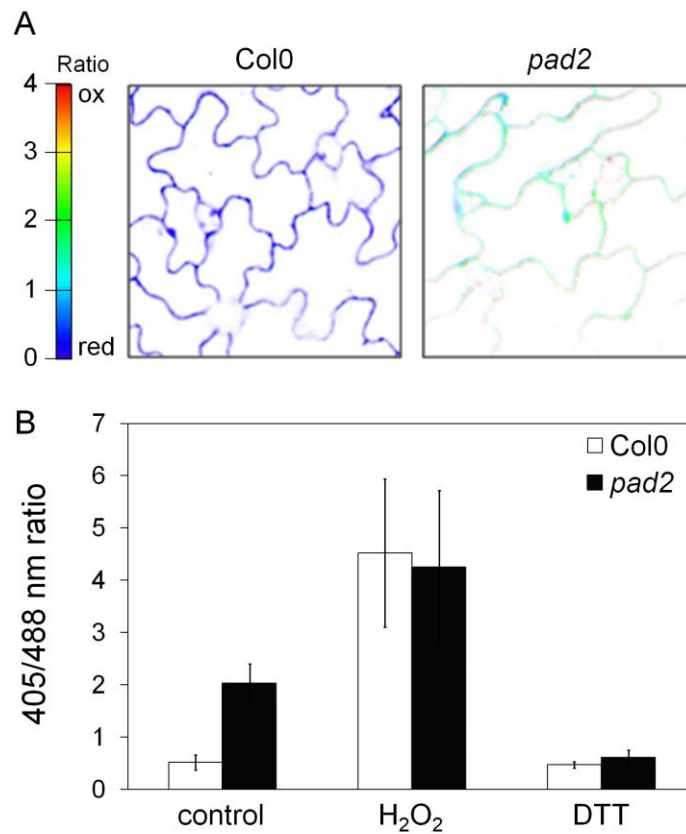 A
Ratio
ox
4
3
2
1
0
red
Col0
pad2
B
405/488 nm ratio
7
6
5
4
3
2
1
0
Col0
pad2
control
H₂O₂
DTT